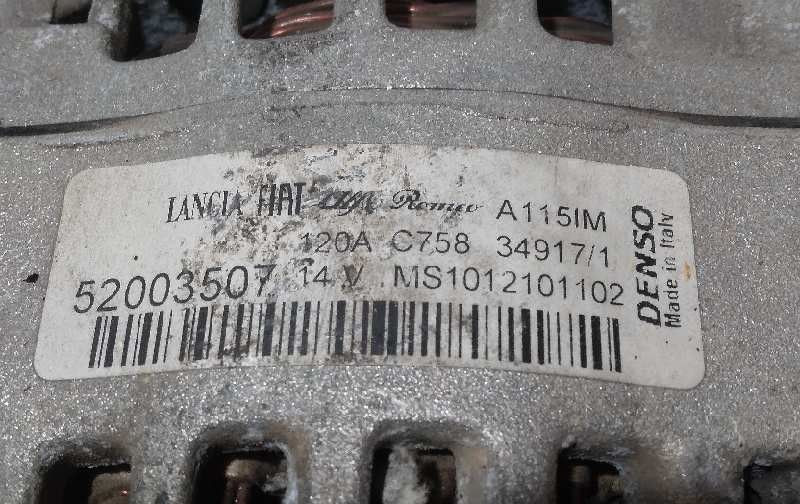 LANCIA FIAT Alfa Romeo A115IM
120A C758 34917/1
52003507 14 V MS1012101102
DENSO
Made in Italy